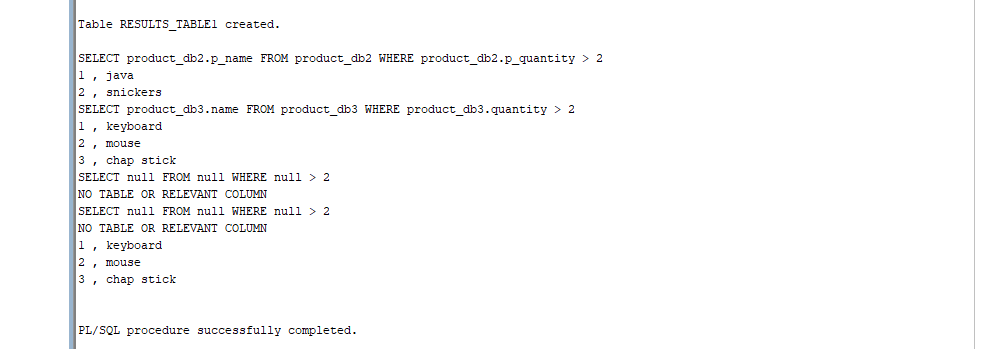 Table RESULTS_TABLE1 created.
SELECT product_db2.p_name FROM product_db2 WHERE product_db2.p_quantity > 2
1 , java
2 , snickers
SELECT product_db3.name FROM product_db3 WHERE product_db3.quantity > 2
1 , keyboard
2 , mouse
3 , chap stick
SELECT null FROM null WHERE null > 2
NO TABLE OR RELEVANT COLUMN
SELECT null FROM null WHERE null > 2
NO TABLE OR RELEVANT COLUMN
1 , keyboard
2 , mouse
3 , chap stick
PL/SQL procedure successfully completed.